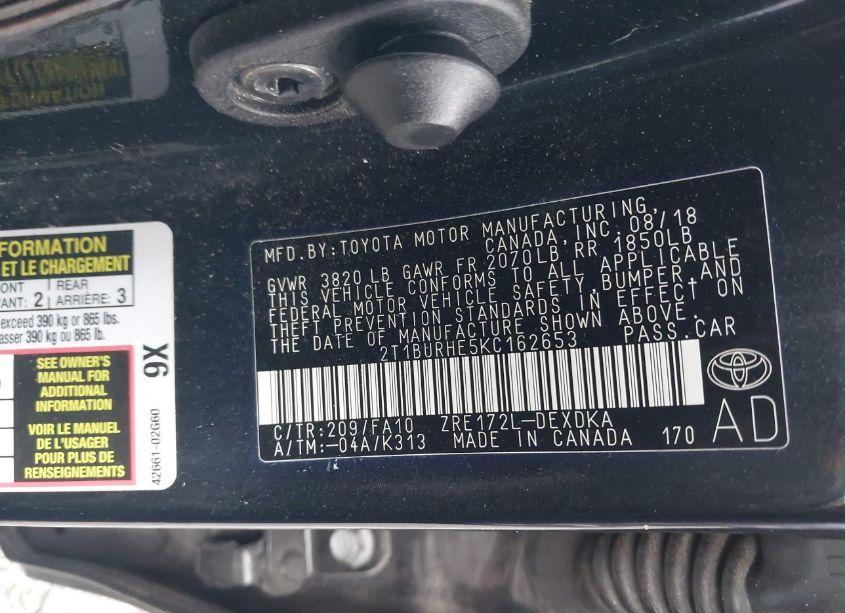 MFD. BY: TOYOTA MOTOR MANUFACTURING,
CANADA, INC. 08/18
GVWR 3820 LB GAWR FR 2070LB, RR 1850LB
THIS VEHICLE CONFORMS TO ALL APPLICABLE
FEDERAL MOTOR VEHICLE SAFETY, BUMPER, AND
THEFT PREVENTION STANDARDS IN EFFECT ON
THE DATE OF MANUFACTURE SHOWN ABOVE.
2T1BURHE5KC162653 PASS. CAR
C/TR: 209/FA10 ZRE172L-DEXDKA
A/TM: -04A/K313 MADE IN CANADA 170
AD
FORMATION
ET LE CHARGEMENT
ONT REAR
ANT: 2 ARRIÈRE: 3
exceed 390 kg or 865 lbs.
asser 390 kg ou 865 lb.
SEE OWNER'S
MANUAL FOR
ADDITIONAL
INFORMATION
VOIR LE MANUEL
DE L'USAGER
POUR PLUS DE
RENSEIGNEMENTS
9X
42661-02G60